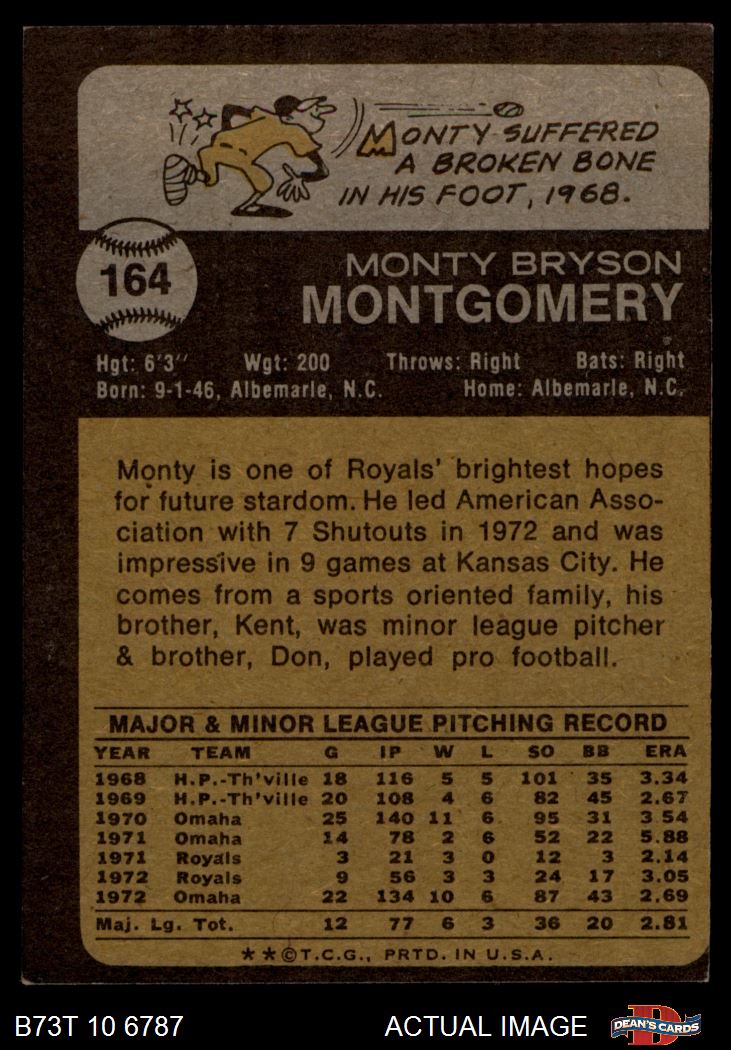 MONTY SUFFERED
A BROKEN BONE
IN HIS FOOT, 1968.
164
MONTY BRYSON
MONTGOMERY
Hgt: 6'3" Wgt: 200 Throws: Right Bats: Right
Born: 9-1-46, Albemarle, N.C. Home: Albemarle, N.C.
Monty is one of Royals' brightest hopes
for future stardom. He led American Asso-
ciation with 7 Shutouts in 1972 and was
impressive in 9 games at Kansas City. He
comes from a sports oriented family, his
brother, Kent, was minor league pitcher
& brother, Don, played pro football.
MAJOR & MINOR LEAGUE PITCHING RECORD
YEAR TEAM G IP W L SO BB ERA
1968 H.P.-Th'ville 18 116 5 5 101 35 3.34
1969 H.P.-Th'ville 20 108 4 6 82 45 2.67
1970 Omaha 25 140 11 6 95 31 3.54
1971 Omaha 14 78 2 6 52 22 5.88
1971 Royals 3 21 3 0 12 3 2.14
1972 Royals 9 56 3 3 24 17 3.05
1972 Omaha 22 134 10 6 87 43 2.69
Maj. Lg. Tot. 12 77 6 3 36 20 2.81
**©T.C.G., PRTD. IN U.S.A.
B73T 10 6787 ACTUAL IMAGE DEAN'S CARDS